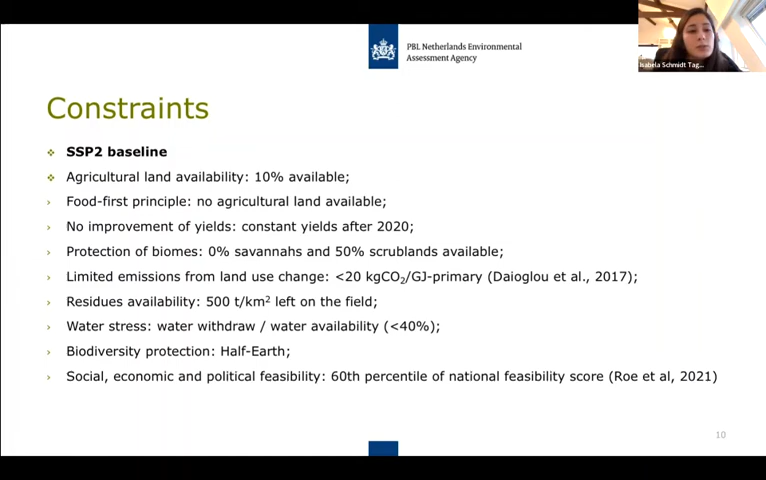 PBL Netherlands Environmental
Assessment Agency
Isabela Schmidt Tag...
Constraints
SSP2 baseline
Agricultural land availability: 10% available;
Food-first principle: no agricultural land available;
No improvement of yields: constant yields after 2020;
Protection of biomes: 0% savannahs and 50% scrublands available;
Limited emissions from land use change: <20 kgCO₂/GJ-primary (Daioglou et al., 2017);
Residues availability: 500 t/km² left on the field;
Water stress: water withdraw / water availability (<40%);
Biodiversity protection: Half-Earth;
Social, economic and political feasibility: 60th percentile of national feasibility score (Roe et al, 2021)
10